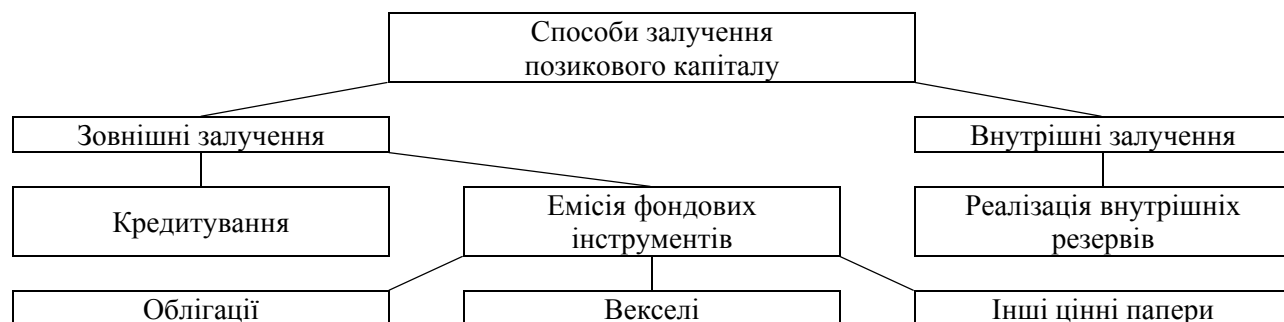 Способи залучення
позикового капіталу
Зовнішні залучення
Внутрішні залучення
Кредитування
Емісія фондових
інструментів
Реалізація внутрішніх
резервів
Облігації
Векселі
Інші цінні папери